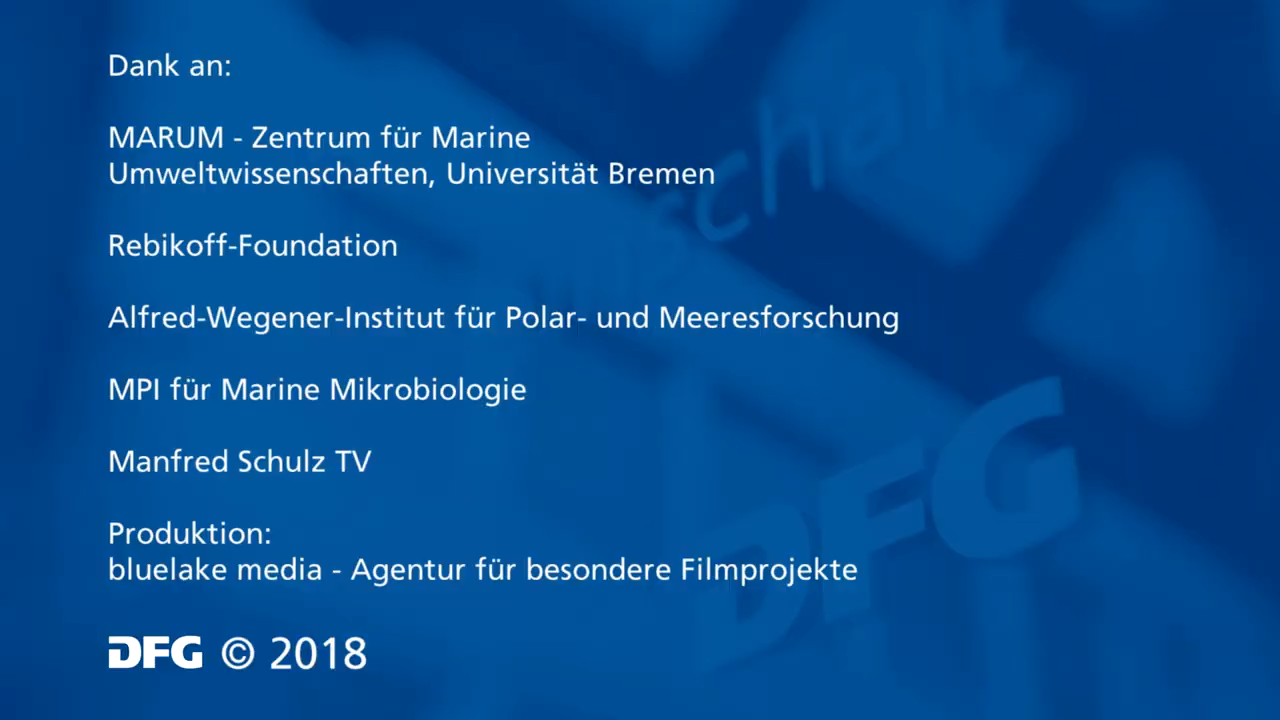 Dank an:
MARUM - Zentrum für Marine
Umweltwissenschaften, Universität Bremen
Rebikoff-Foundation
Alfred-Wegener-Institut für Polar- und Meeresforschung
MPI für Marine Mikrobiologie
Manfred Schulz TV
Produktion:
bluelake media - Agentur für besondere Filmprojekte
DFG © 2018
DFG